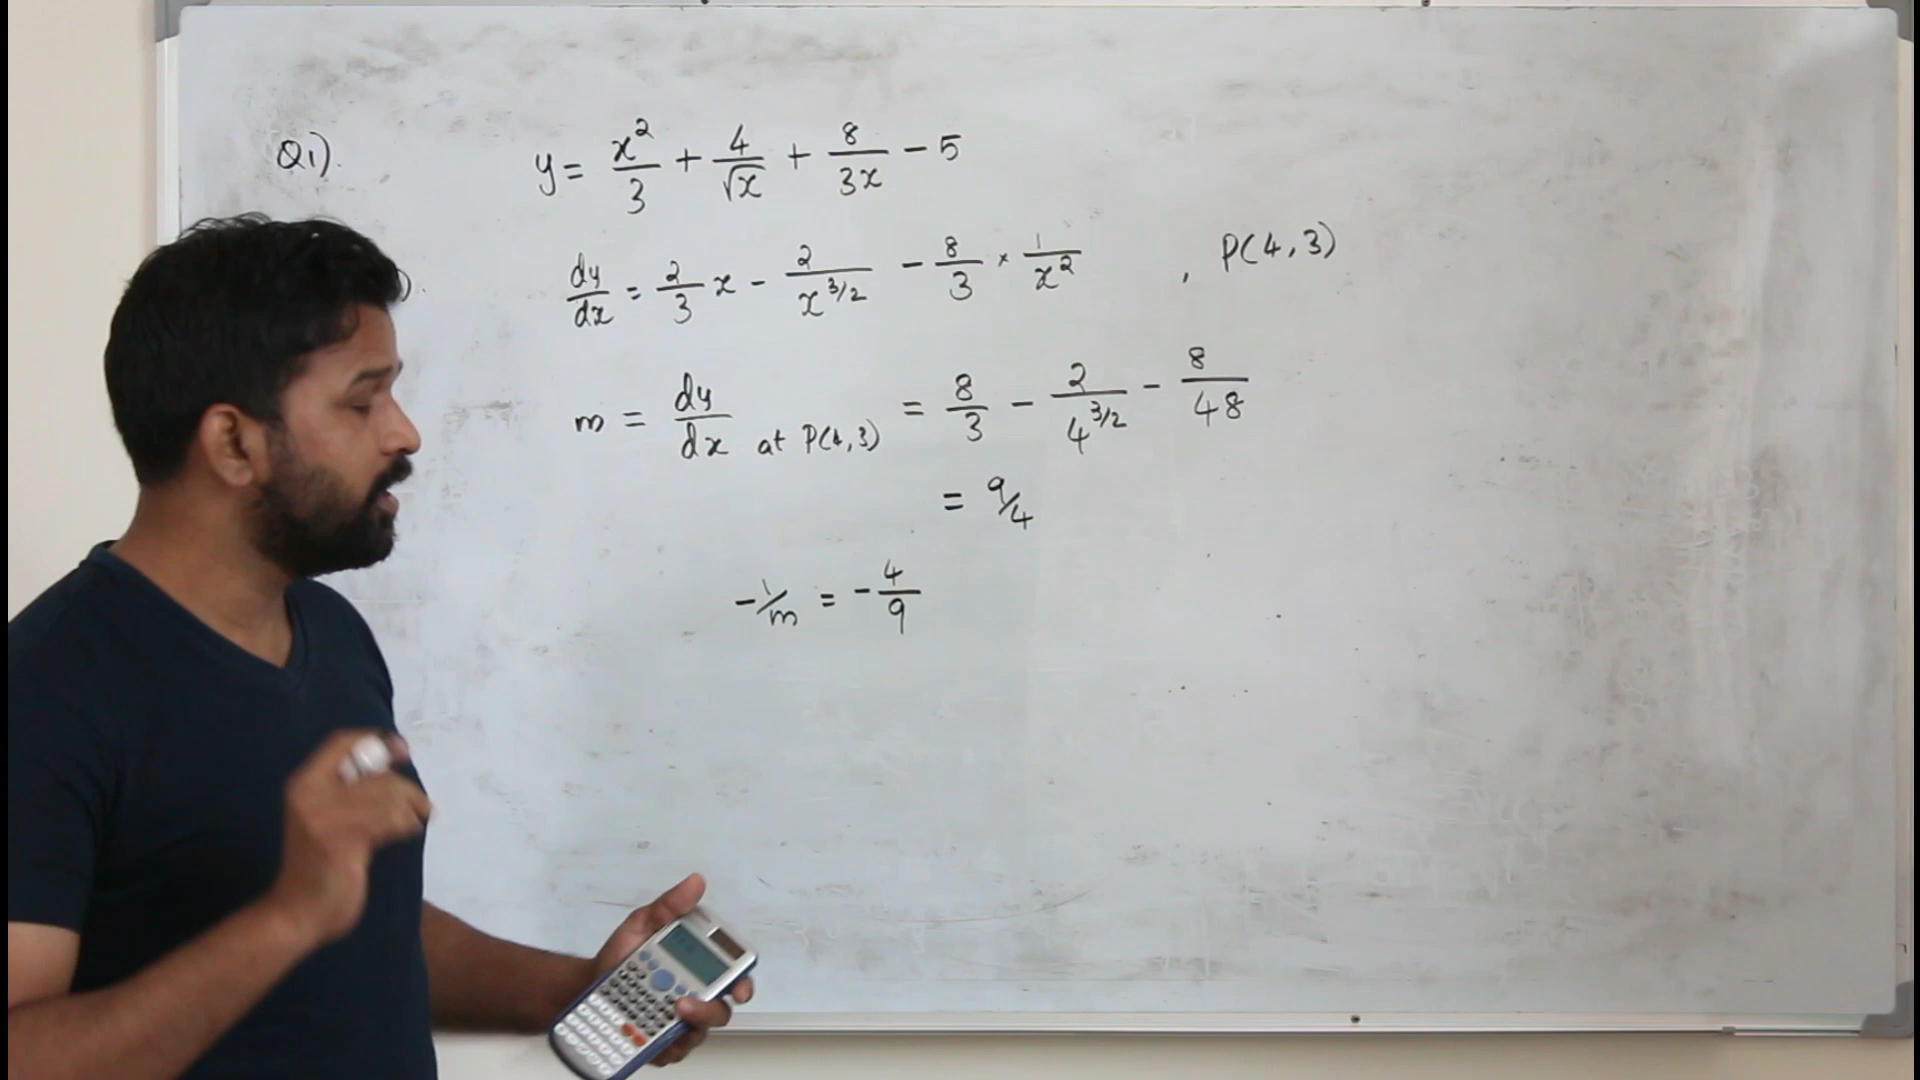 Q1). y = x²/3 + 4/√x + 8/3x - 5
). dy/dx = 2/3 x - 2/x^3/2 - 8/3 × 1/x² , P(4,3)
m = dy/dx at P(4,3) = 8/3 - 2/4^3/2 - 8/48
= 9/4
-1/m = -4/9